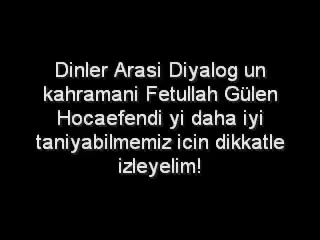 Dinler Arasi Diyalog un
kahramani Fetullah Gülen
Hocaefendi yi daha iyi
taniyabilmemiz icin dikkatle
izleyelim!